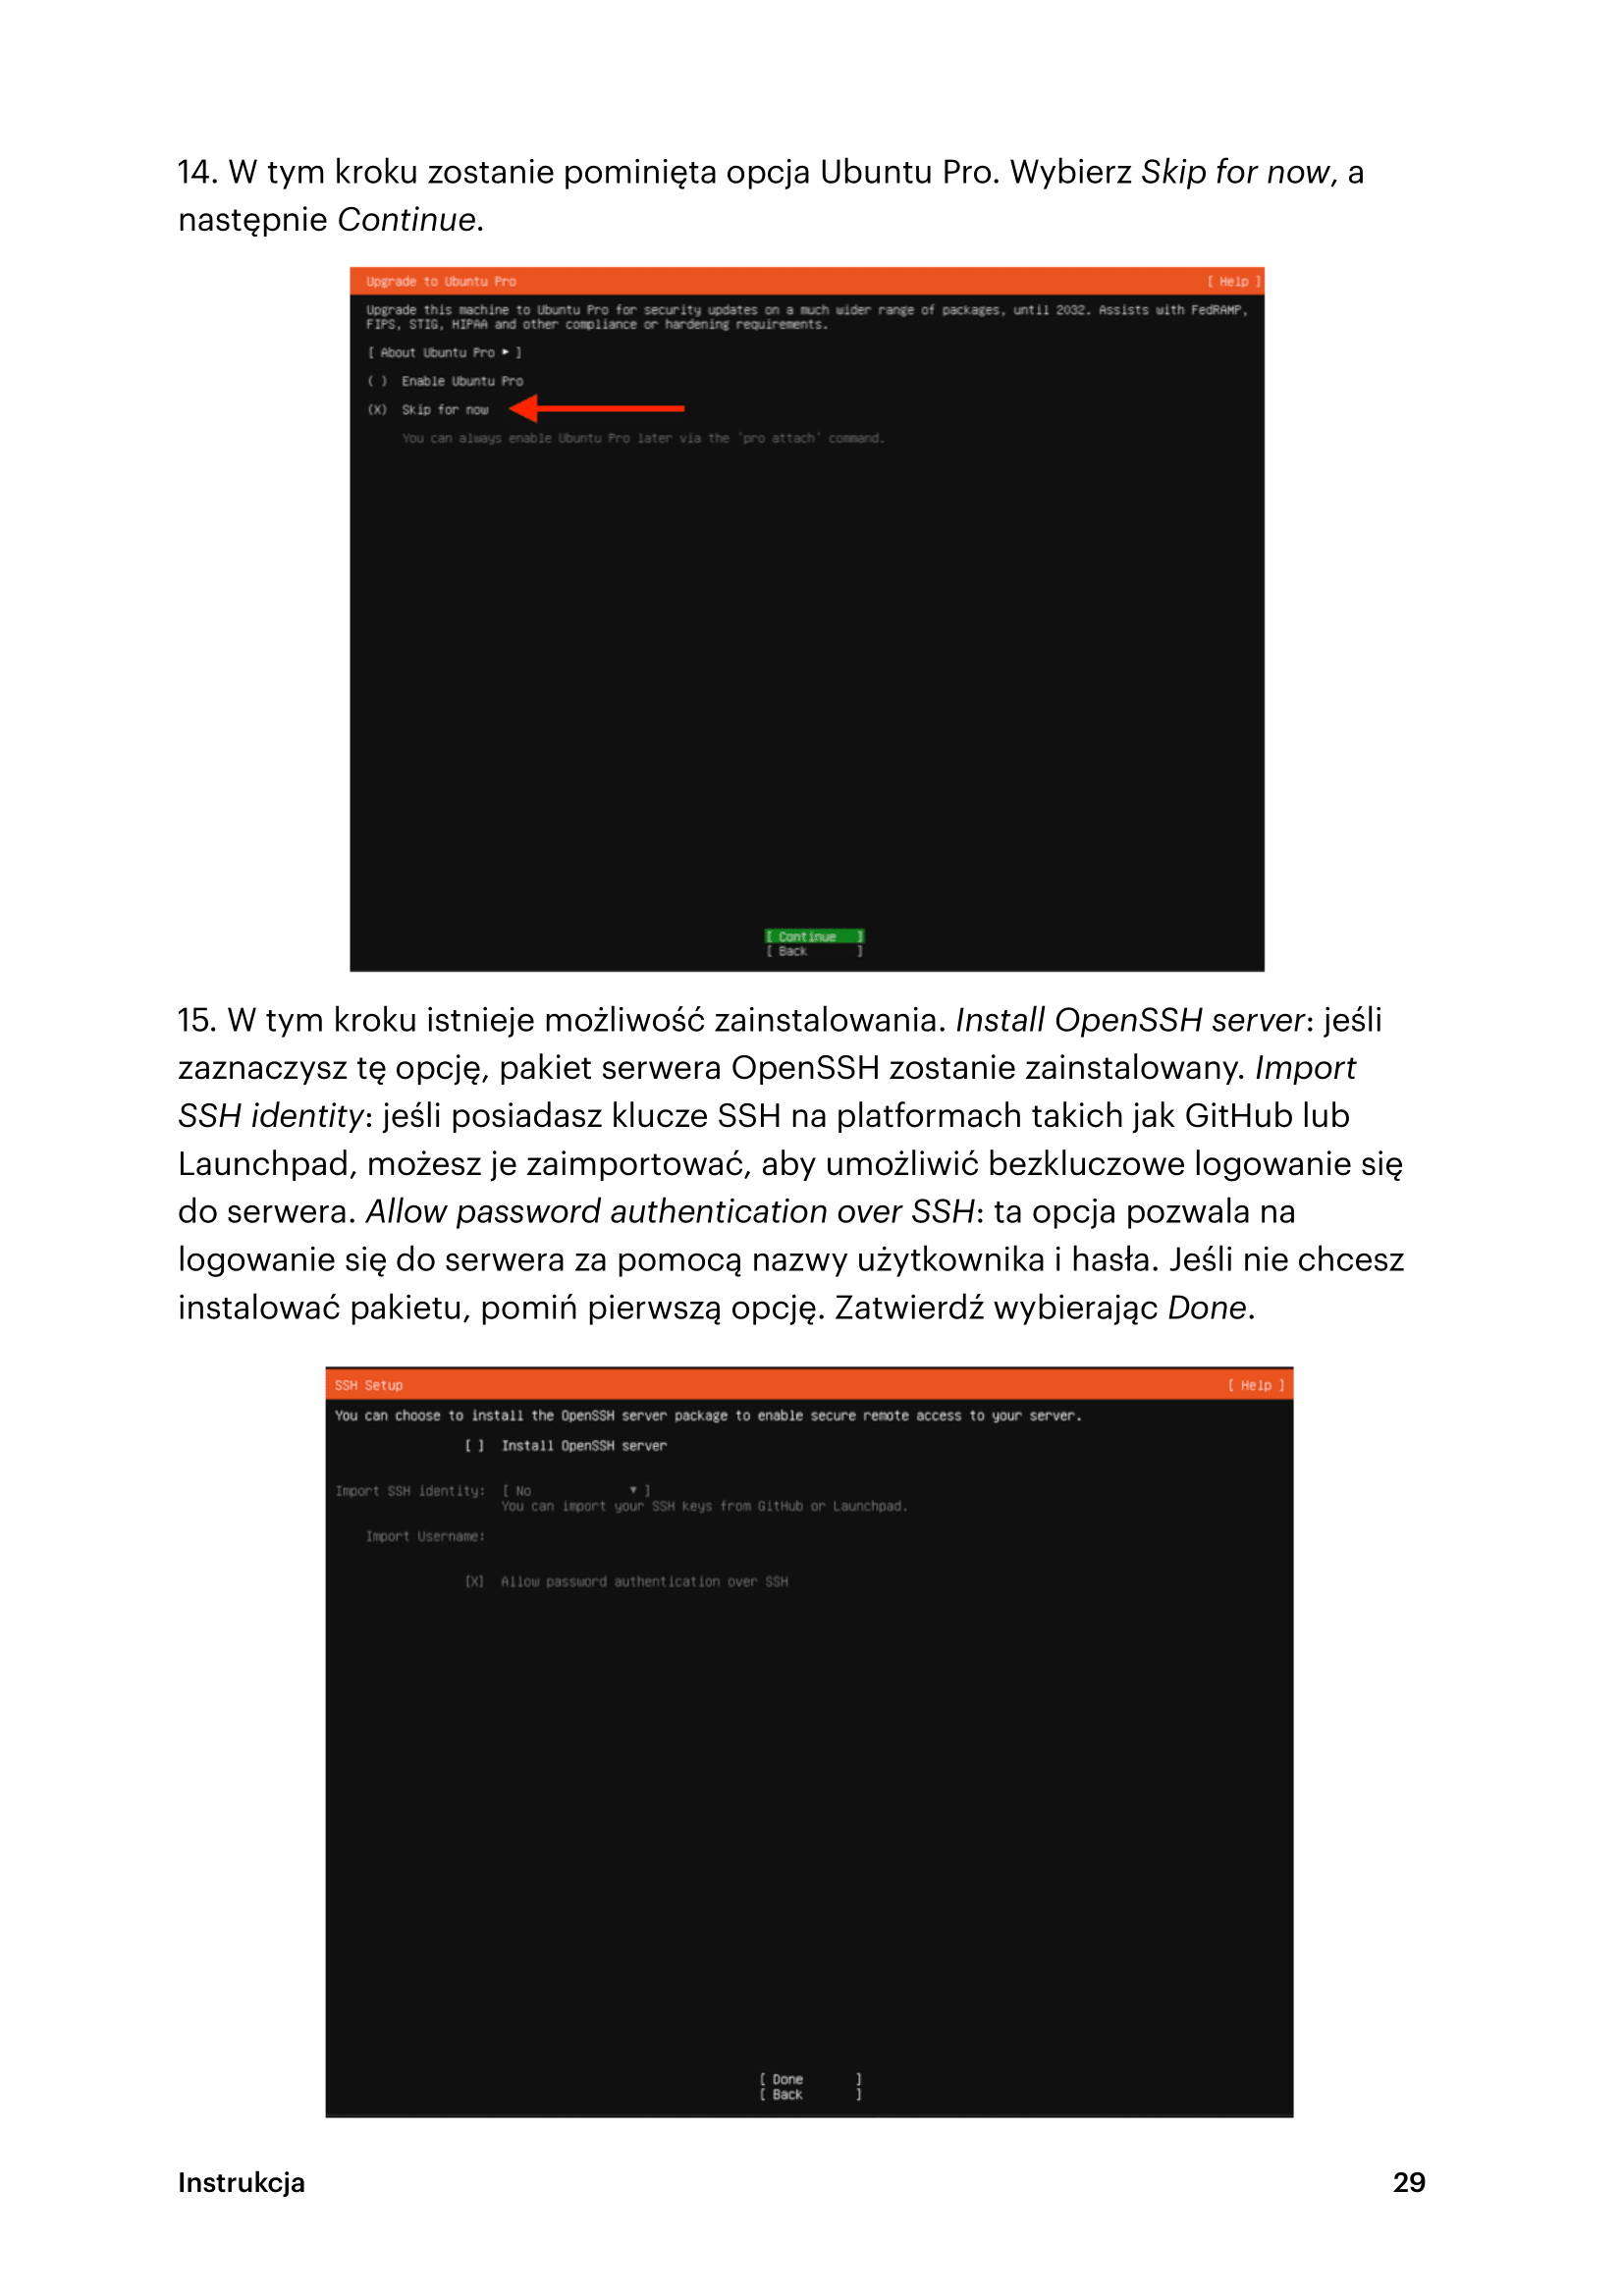 14. W tym kroku zostanie pominięta opcja Ubuntu Pro. Wybierz Skip for now, a
następnie Continue.
Upgrade to Ubuntu Pro [ Help ]
Upgrade this machine to Ubuntu Pro for security updates on a much wider range of packages, until 2032. Assists with FedRAMP,
FIPS, STIG, HIPAA and other compliance or hardening requirements.
[ About Ubuntu Pro ► ]
( ) Enable Ubuntu Pro
(X) Skip for now
You can always enable Ubuntu Pro later via the `pro attach` command.
[ Continue ]
[ Back ]
15. W tym kroku istnieje możliwość zainstalowania. Install OpenSSH server: jeśli
zaznaczysz tę opcję, pakiet serwera OpenSSH zostanie zainstalowany. Import
SSH identity: jeśli posiadasz klucze SSH na platformach takich jak GitHub lub
Launchpad, możesz je zaimportować, aby umożliwić bezkluczowe logowanie się
do serwera. Allow password authentication over SSH: ta opcja pozwala na
logowanie się do serwera za pomocą nazwy użytkownika i hasła. Jeśli nie chcesz
instalować pakietu, pomiń pierwszą opcję. Zatwierdź wybierając Done.
SSH Setup [ Help ]
You can choose to install the OpenSSH server package to enable secure remote access to your server.
[ ] Install OpenSSH server
Import SSH identity: [ No ▼ ]
You can import your SSH keys from GitHub or Launchpad.
Import Username:
[X] Allow password authentication over SSH
[ Done ]
[ Back ]
Instrukcja 29